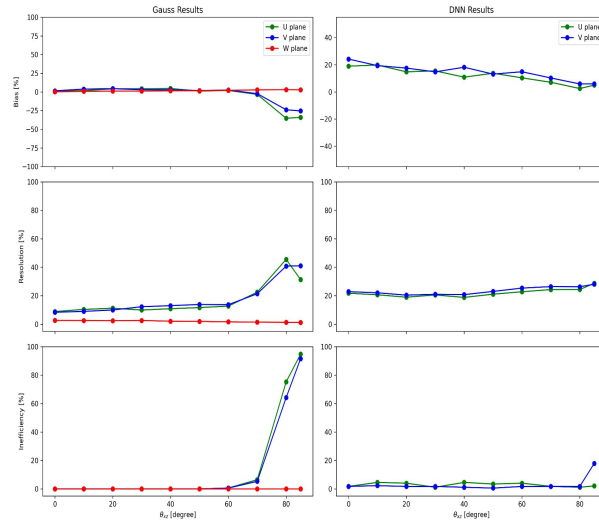 Gauss Results
DNN Results
100
75
50
25
0
−25
−50
−75
−100
Bias [%]
U plane
V plane
W plane
40
20
0
−20
−40
U plane
V plane
100
80
60
40
20
0
Resolution [%]
100
80
60
40
20
0
100
80
60
40
20
0
Inefficiency [%]
0 20 40 60 80
θxz [degree]
100
80
60
40
20
0
0 20 40 60 80
θxz [degree]